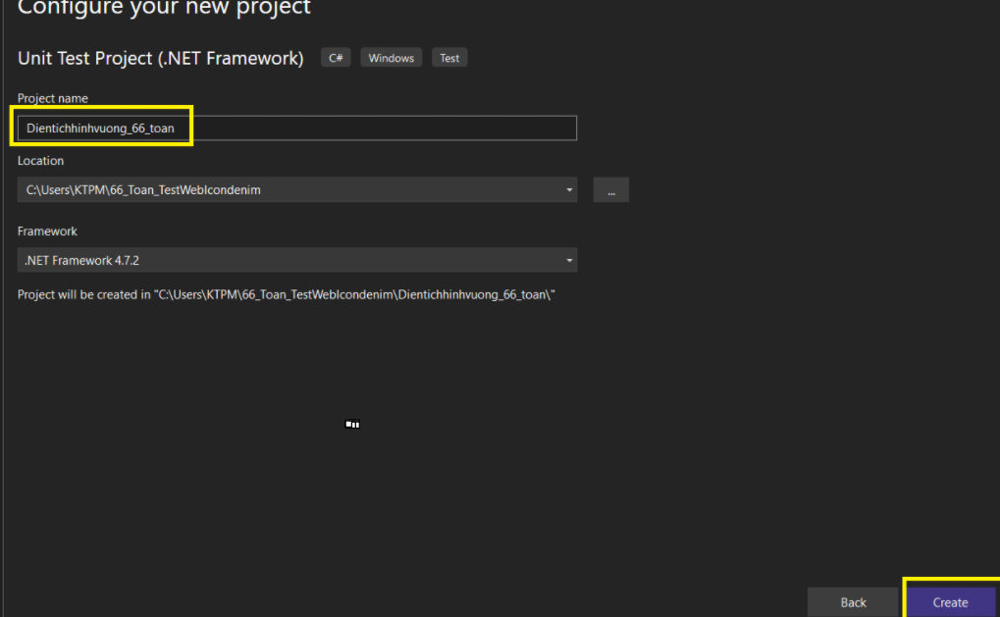 Configure your new project
Unit Test Project (.NET Framework) C# Windows Test
Project name
Dientichhinhvuong_66_toan
Location
C:\Users\KTPM\66_Toan_TestWebIcondenim
...
Framework
.NET Framework 4.7.2
Project will be created in "C:\Users\KTPM\66_Toan_TestWebIcondenim\Dientichhinhvuong_66_toan\"
Back Create